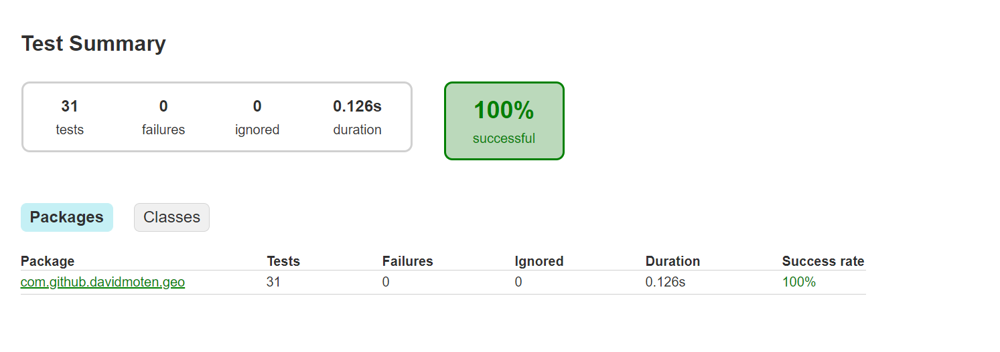 Test Summary
31 0 0 0.126s
tests failures ignored duration
100%
successful
Packages Classes
Package Tests Failures Ignored Duration Success rate
com.github.davidmoten.geo 31 0 0 0.126s 100%